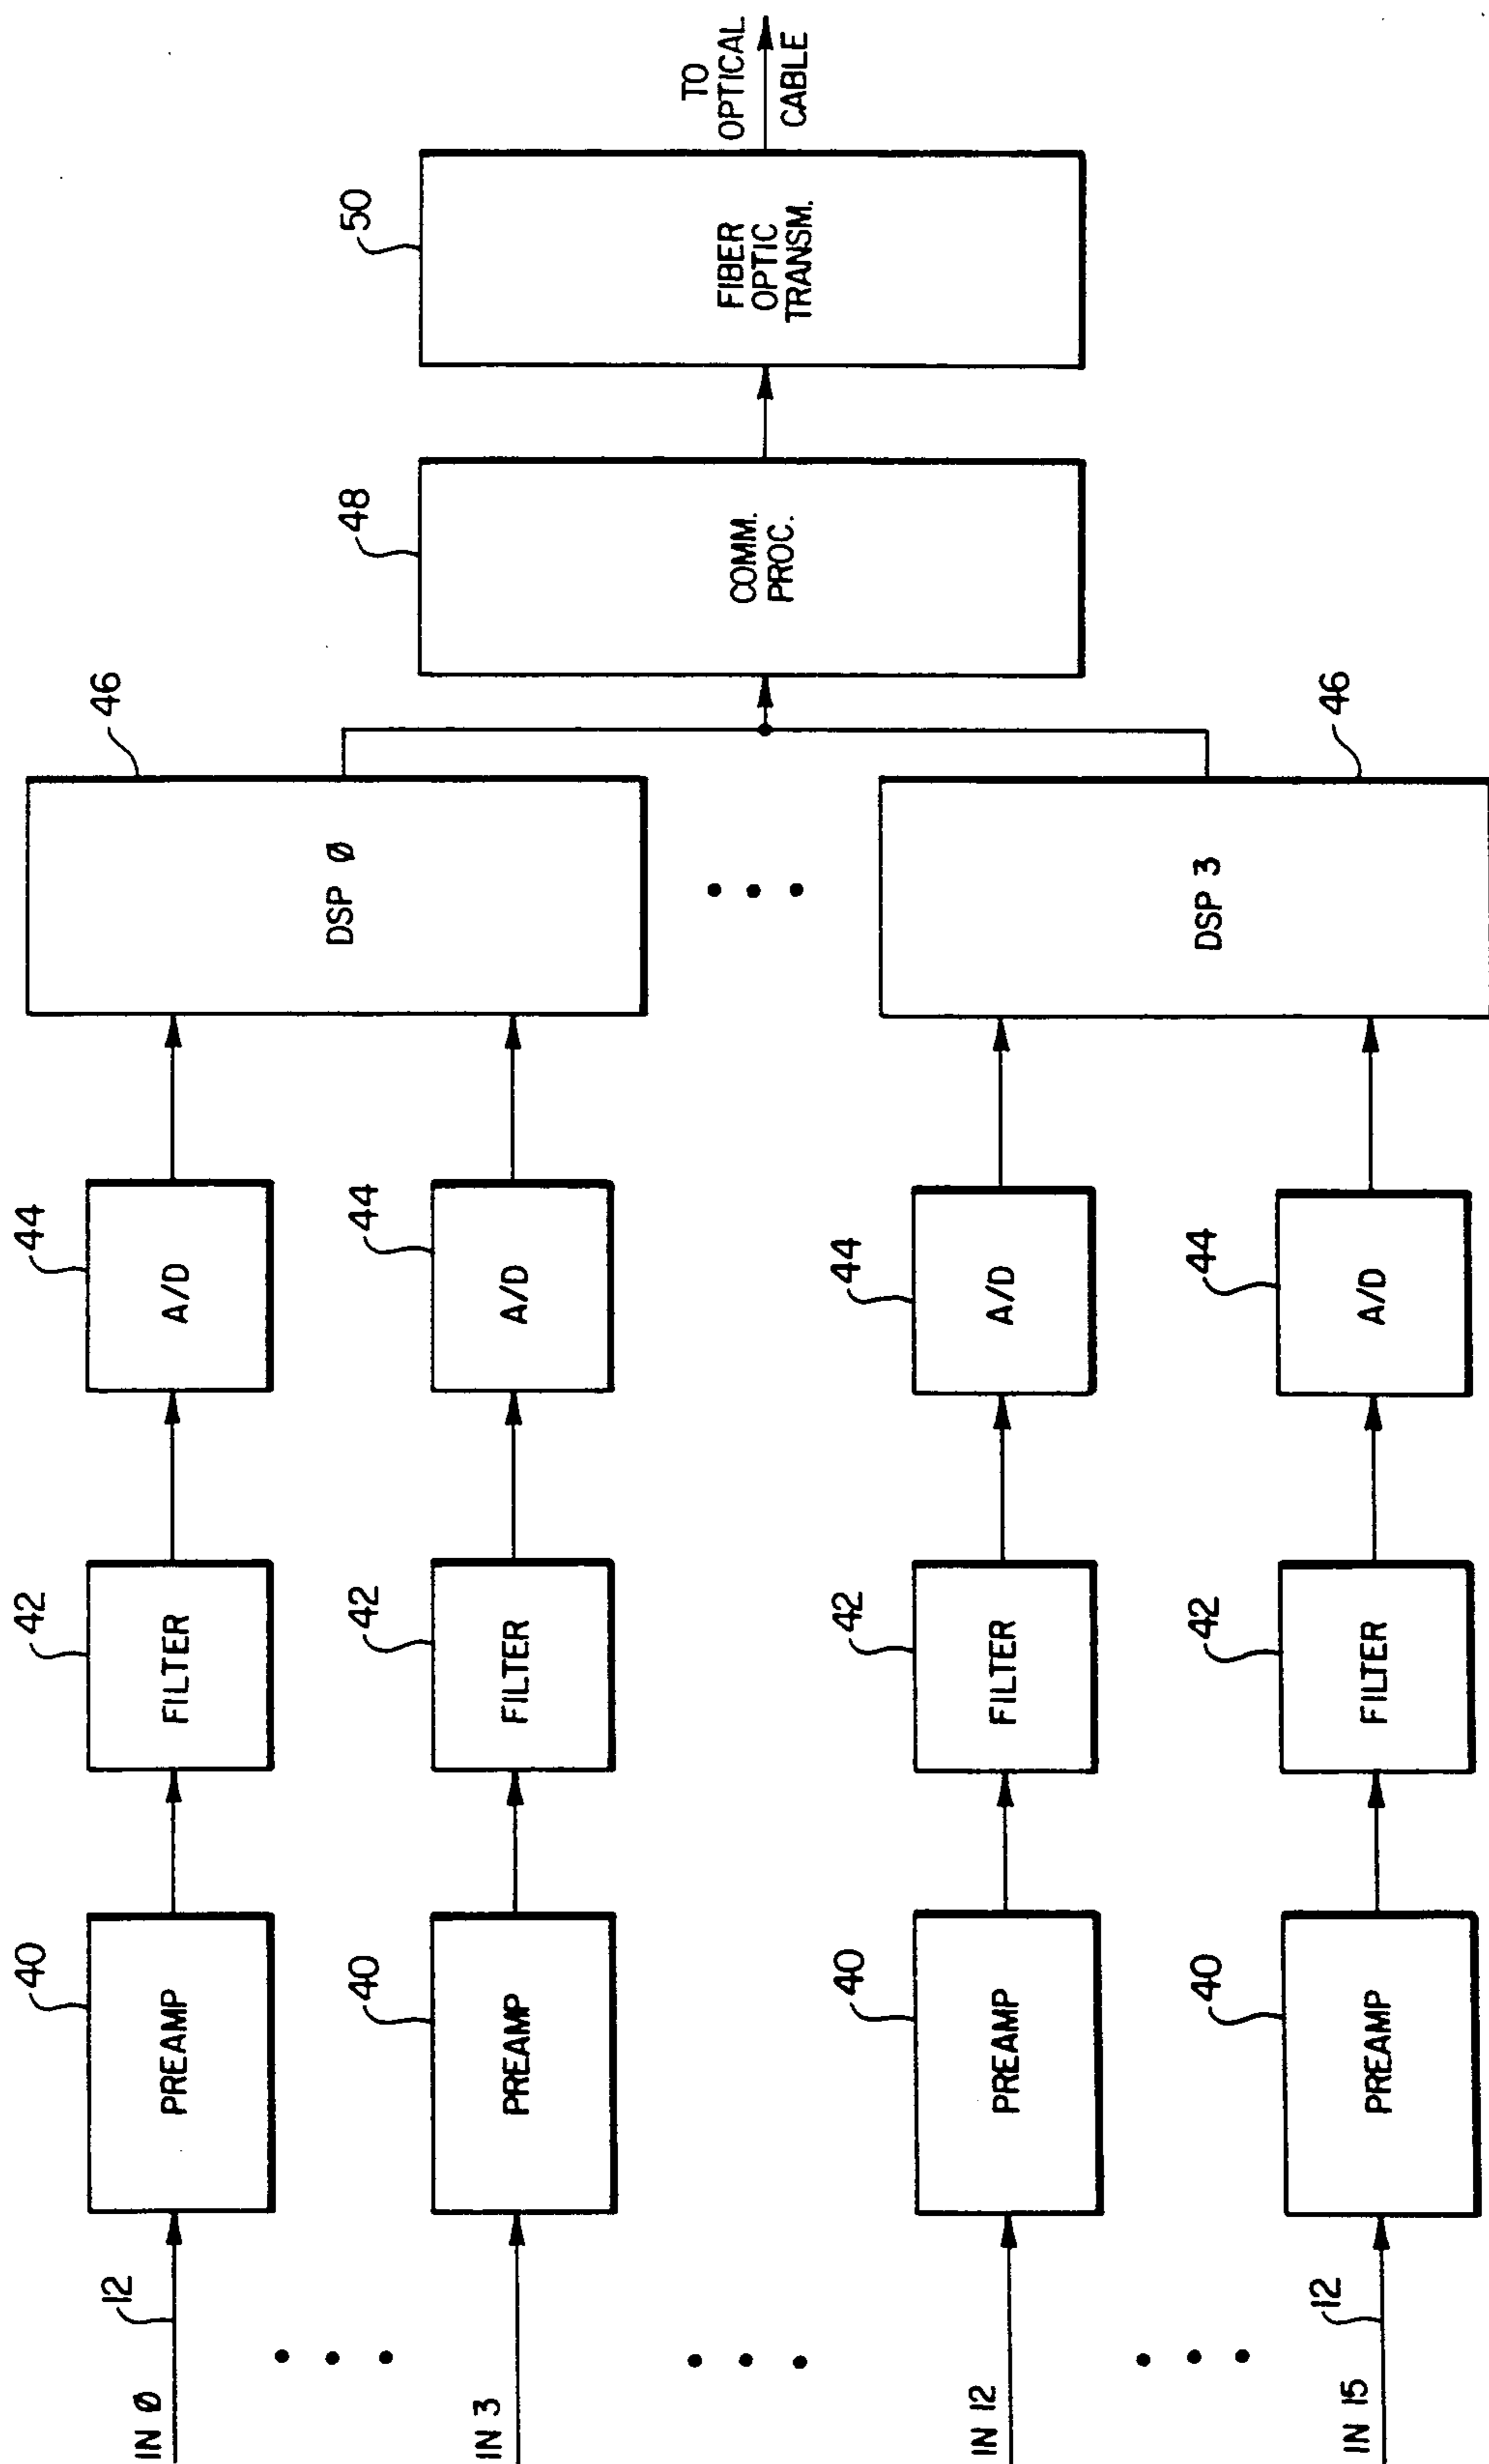 IN Ø
12
40
PREAMP
42
FILTER
44
A/D
46
DSP Ø
IN 3
40
PREAMP
42
FILTER
44
A/D
48
COMM.
PROC.
50
FIBER
OPTIC
TRANSM.
TO
OPTICAL
CABLE
IN 12
40
PREAMP
42
FILTER
44
A/D
DSP 3
46
IN 15
12
40
PREAMP
42
FILTER
44
A/D